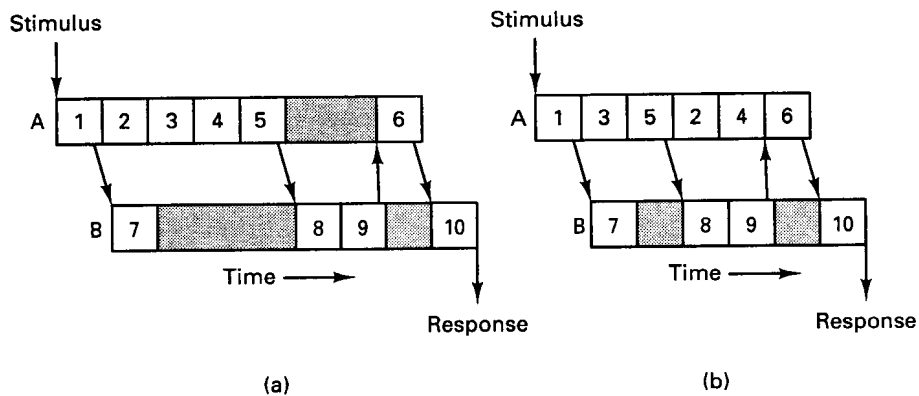 Stimulus
A 1 2 3 4 5 6
B 7 8 9 10
Time
Response
(a)
Stimulus
A 1 3 5 2 4 6
B 7 8 9 10
Time
Response
(b)